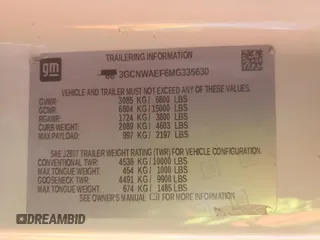 gm
TRAILERING INFORMATION
3GCNWAEF6MG335630
VEHICLE AND TRAILER MUST NOT EXCEED ANY OF THESE VALUES.
GVWR: 3085 KG/ 6800 LBS
GCWR: 6804 KG/ 15000 LBS
RGAWR: 1724 KG/ 3800 LBS
CURB WEIGHT: 2089 KG/ 4603 LBS
MAX PAYLOAD: 997 KG/ 2197 LBS
SAE J2807 TRAILER WEIGHT RATING (TWR) FOR VEHICLE CONFIGURATION.
CONVENTIONAL TWR: 4536 KG/ 10000 LBS
MAX TONGUE WEIGHT: 454 KG/ 1000 LBS
GOOSENECK TWR: 4491 KG/ 9900 LBS
MAX TONGUE WEIGHT: 674 KG/ 1485 LBS
SEE OWNER'S MANUAL FOR MORE INFORMATION.
DREAMBID